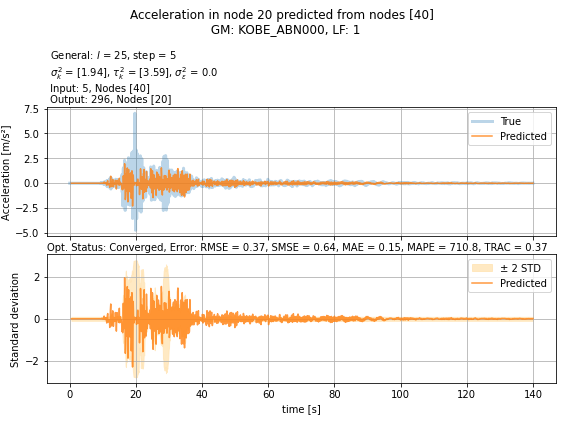 Acceleration in node 20 predicted from nodes [40]
GM: KOBE_ABN000, LF: 1
General: l = 25, step = 5
σ²ₖ = [1.94], τ²ₖ = [3.59], σ²ε = 0.0
Input: 5, Nodes [40]
Output: 296, Nodes [20]
Acceleration [m/s²]
7.5
5.0
2.5
0.0
−2.5
−5.0
True
Predicted
Opt. Status: Converged, Error: RMSE = 0.37, SMSE = 0.64, MAE = 0.15, MAPE = 710.8, TRAC = 0.37
Standard deviation
2
0
−2
± 2 STD
Predicted
0 20 40 60 80 100 120 140
time [s]